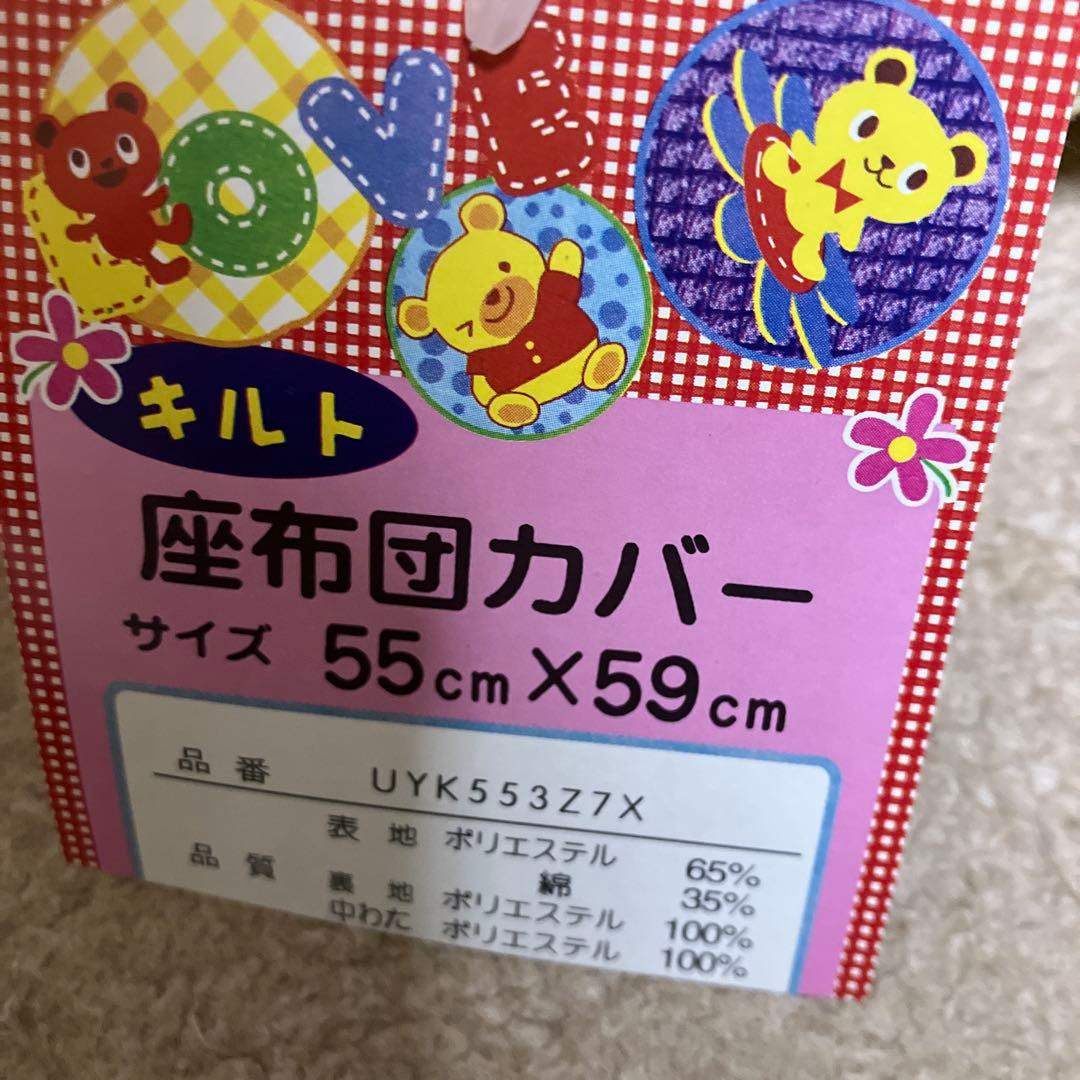 LOVE
キルト
座布団カバー
サイズ 55cm×59cm
品番 UYK553Z7X
表地 ポリエステル 65%
綿 35%
品質 裏地 ポリエステル 100%
中わた ポリエステル 100%